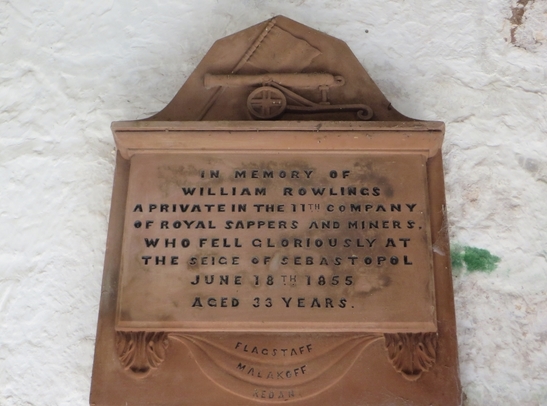 IN MEMORY OF
WILLIAM ROWLINGS
A PRIVATE IN THE 11TH COMPANY
OF ROYAL SAPPERS AND MINERS.
WHO FELL GLORIOUSLY AT
THE SEIGE OF SEBASTOPOL
JUNE 18TH 1855
AGED 33 YEARS.
FLAGSTAFF
MALAKOFF